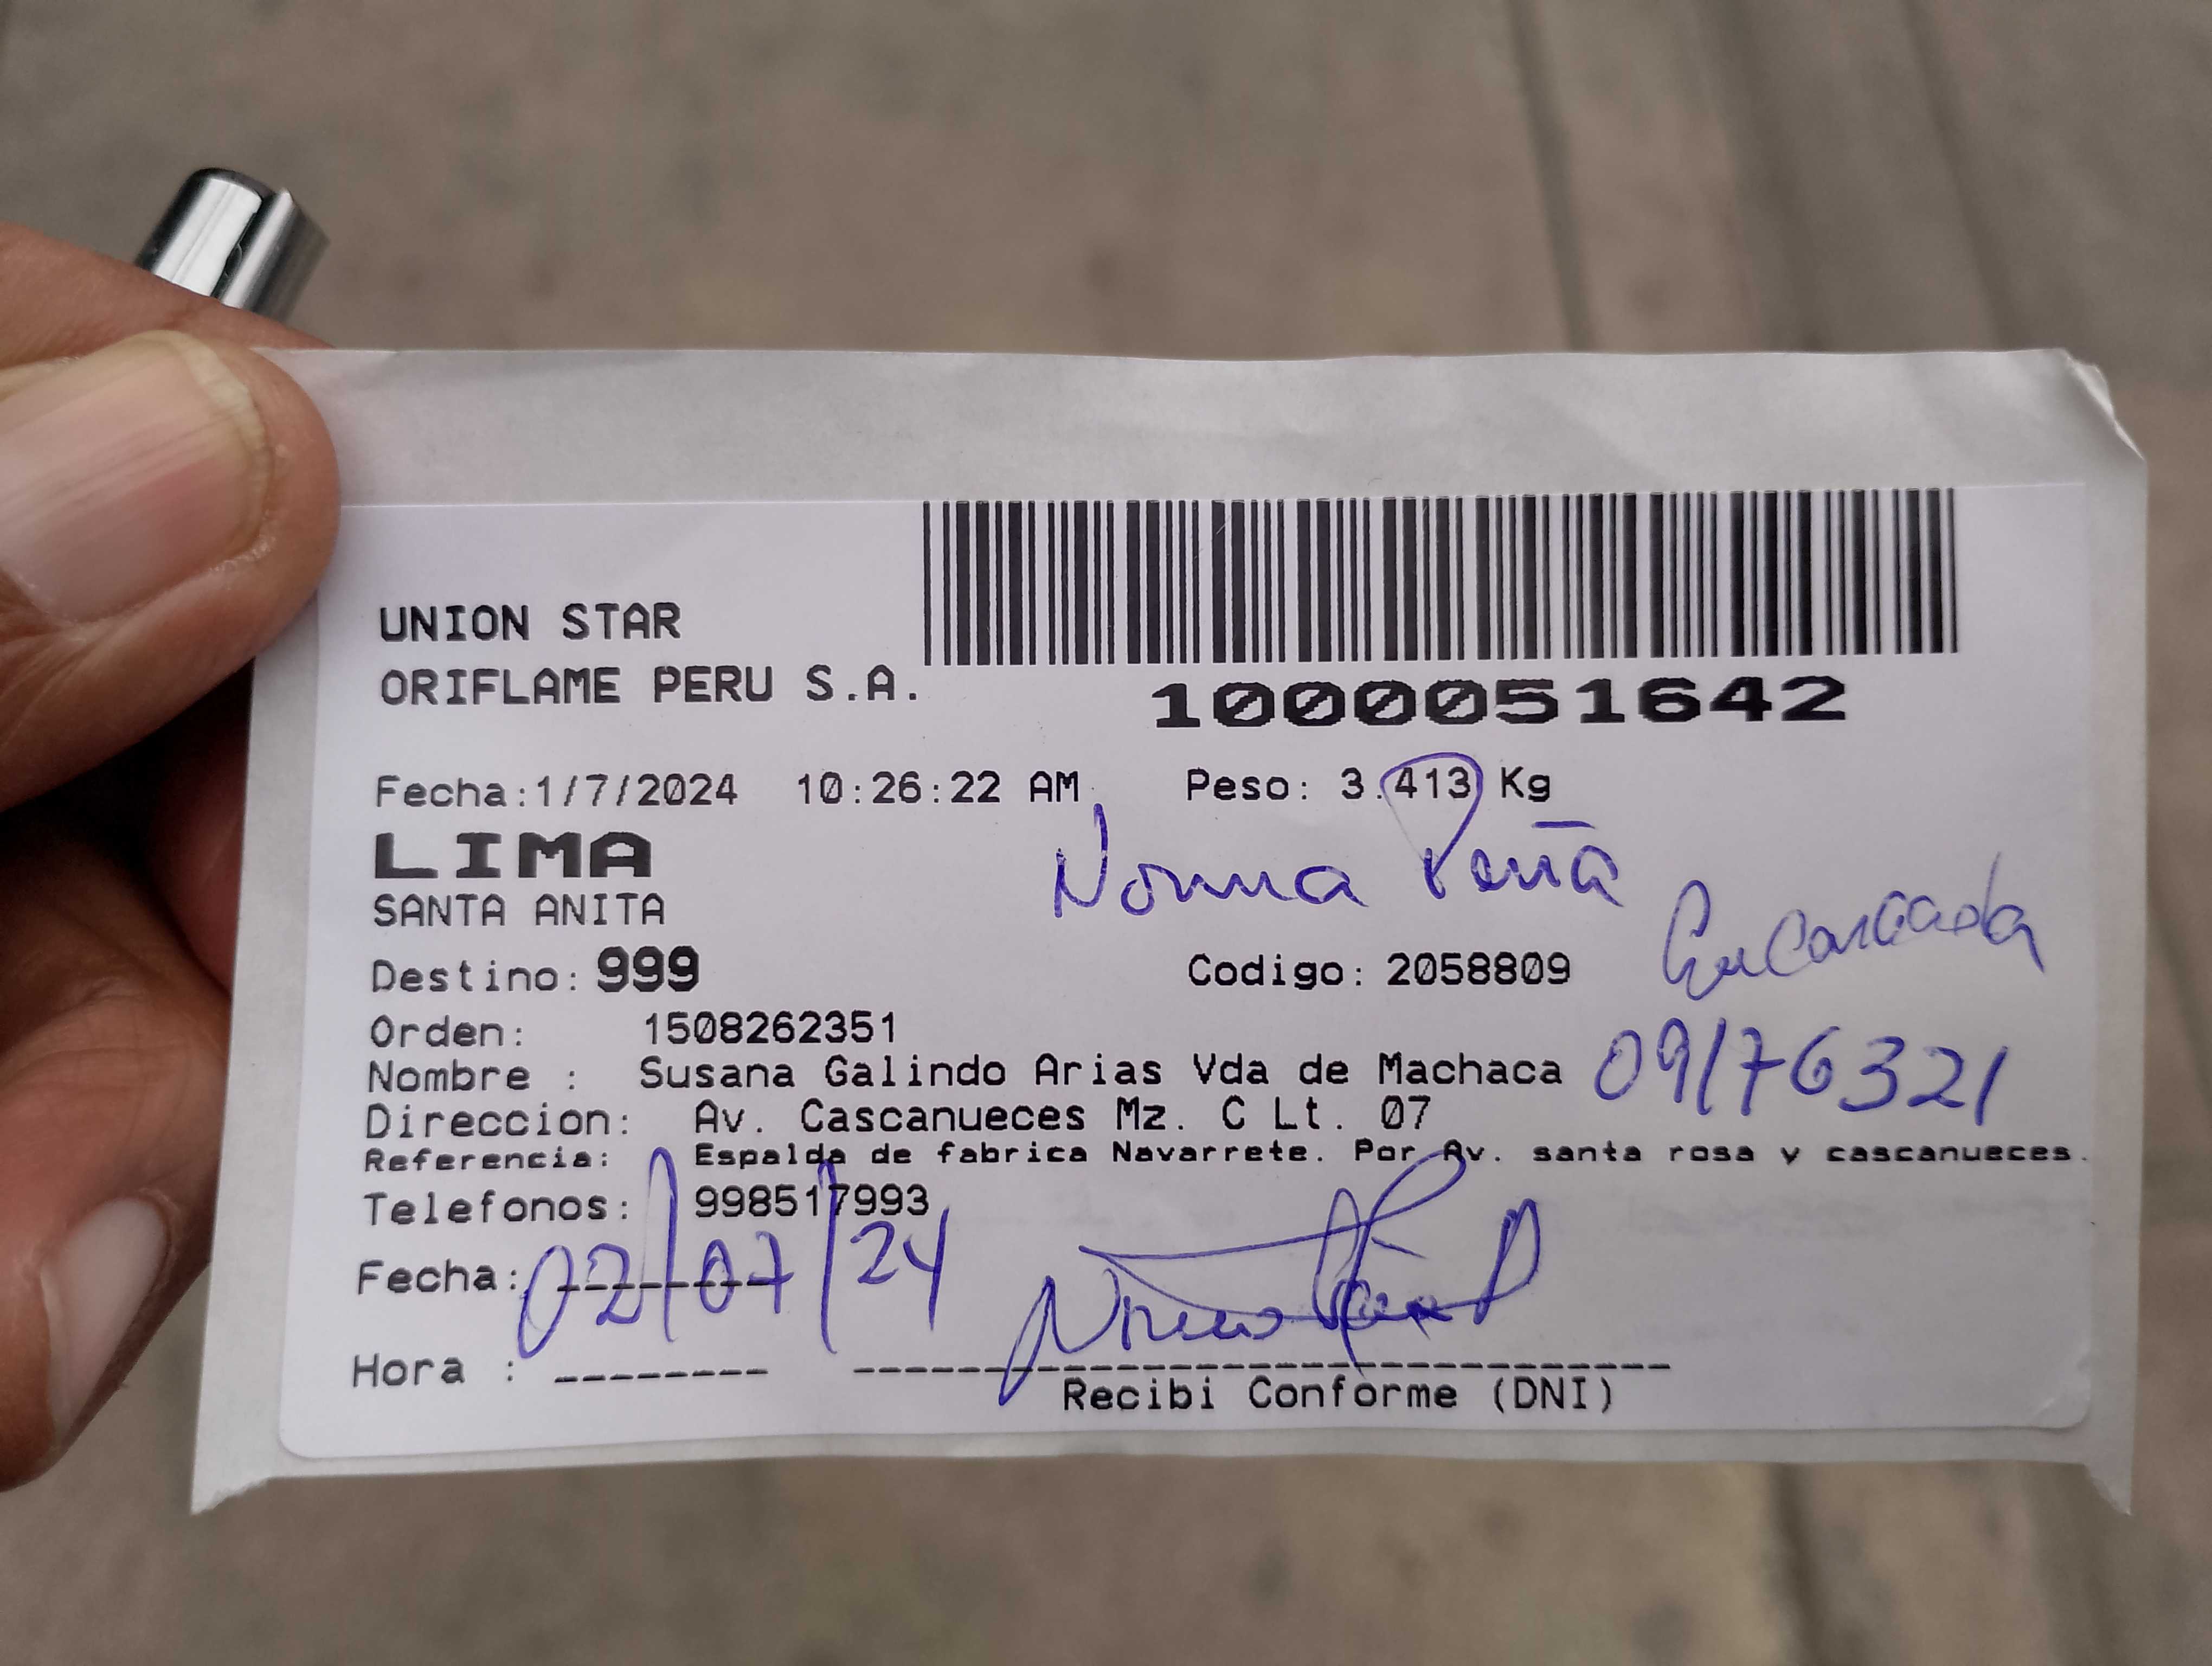 UNION STAR
ORIFLAME PERU S.A.
1000051642
Fecha:1/7/2024 10:26:22 AM Peso: 3.413 Kg
LIMA
Norma Peña
SANTA ANITA
Encargada
Destino: 999 Codigo: 2058809
Orden: 1508262351
Nombre : Susana Galindo Arias Vda de Machaca
09176321
Direccion: Av. Cascanueces Mz. C Lt. 07
Referencia: Espalda de fabrica Navarrete. Por Av. santa rosa y cascanueces.
Telefonos: 998517993
Fecha: 02/07/24
Hora : --------
Recibi Conforme (DNI)